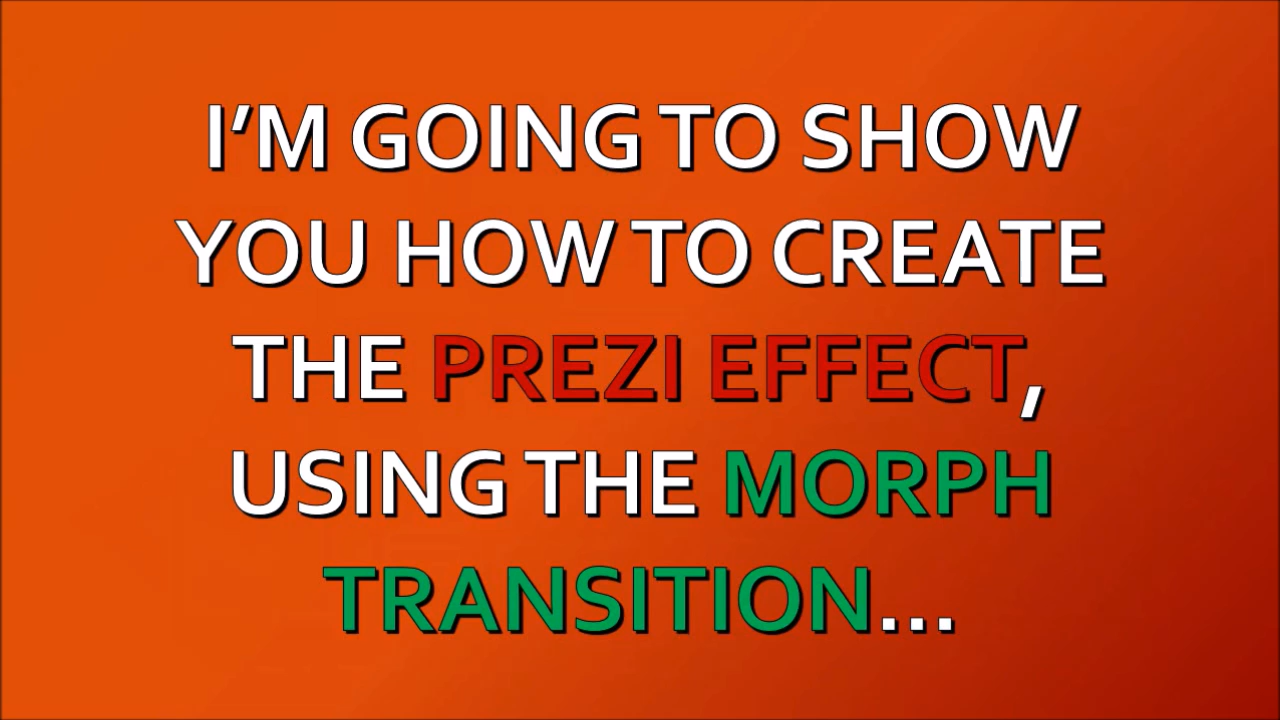 I’M GOING TO SHOW
YOU HOW TO CREATE
THE PREZI EFFECT,
USING THE MORPH
TRANSITION...